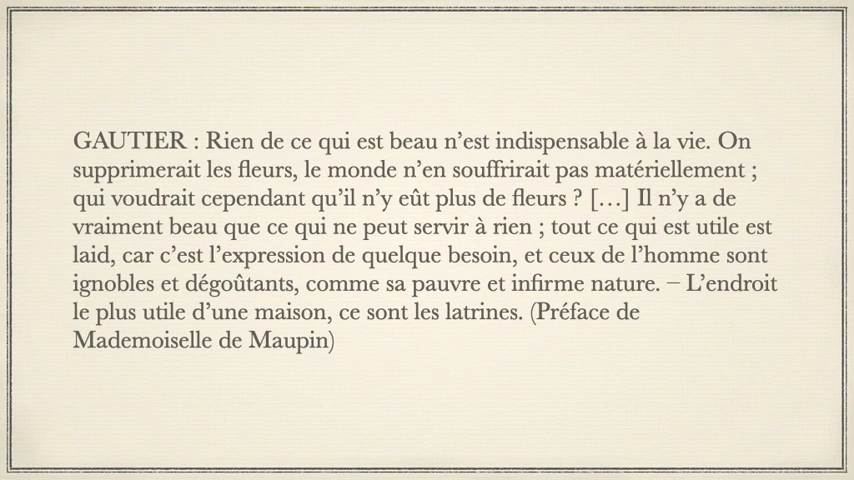 GAUTIER : Rien de ce qui est beau n’est indispensable à la vie. On
supprimerait les fleurs, le monde n’en souffrirait pas matériellement ;
qui voudrait cependant qu’il n’y eût plus de fleurs ? […] Il n’y a de
vraiment beau que ce qui ne peut servir à rien ; tout ce qui est utile est
laid, car c’est l’expression de quelque besoin, et ceux de l’homme sont
ignobles et dégoûtants, comme sa pauvre et infirme nature. – L’endroit
le plus utile d’une maison, ce sont les latrines. (Préface de
Mademoiselle de Maupin)